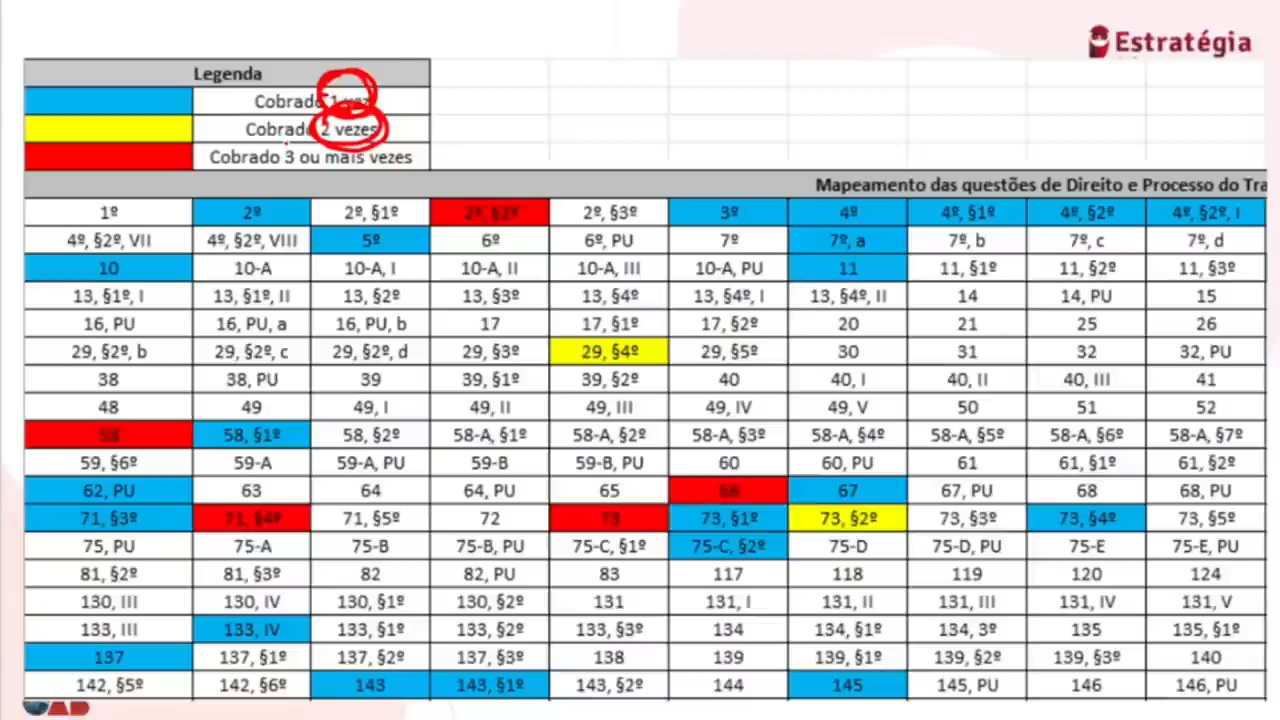 Estratégia
Legenda
Cobrado 1 vez
Cobrado 2 vezes
Cobrado 3 ou mais vezes
Mapeamento das questões de Direito e Processo do Tra
1º 2º 2º, §1º 2º, §2º 2º, §3º 3º 4º 4º, §1º 4º, §2º 4º, §2º, I
4º, §2º, VII 4º, §2º, VIII 5º 6º 6º, PU 7º 7º, a 7º, b 7º, c 7º, d
10 10-A 10-A, I 10-A, II 10-A, III 10-A, PU 11 11, §1º 11, §2º 11, §3º
13, §1º, I 13, §1º, II 13, §2º 13, §3º 13, §4º 13, §4º, I 13, §4º, II 14 14, PU 15
16, PU 16, PU, a 16, PU, b 17 17, §1º 17, §2º 20 21 25 26
29, §2º, b 29, §2º, c 29, §2º, d 29, §3º 29, §4º 29, §5º 30 31 32 32, PU
38 38, PU 39 39, §1º 39, §2º 40 40, I 40, II 40, III 41
48 49 49, I 49, II 49, III 49, IV 49, V 50 51 52
58 58, §1º 58, §2º 58-A, §1º 58-A, §2º 58-A, §3º 58-A, §4º 58-A, §5º 58-A, §6º 58-A, §7º
59, §6º 59-A 59-A, PU 59-B 59-B, PU 60 60, PU 61 61, §1º 61, §2º
62, PU 63 64 64, PU 65 66 67 67, PU 68 68, PU
71, §3º 71, §4º 71, §5º 72 73 73, §1º 73, §2º 73, §3º 73, §4º 73, §5º
75, PU 75-A 75-B 75-B, PU 75-C, §1º 75-C, §2º 75-D 75-D, PU 75-E 75-E, PU
81, §2º 81, §3º 82 82, PU 83 117 118 119 120 124
130, III 130, IV 130, §1º 130, §2º 131 131, I 131, II 131, III 131, IV 131, V
133, III 133, IV 133, §1º 133, §2º 133, §3º 134 134, §1º 134, 3º 135 135, §1º
137 137, §1º 137, §2º 137, §3º 138 139 139, §1º 139, §2º 139, §3º 140
142, §5º 142, §6º 143 143, §1º 143, §2º 144 145 145, PU 146 146, PU
OAB